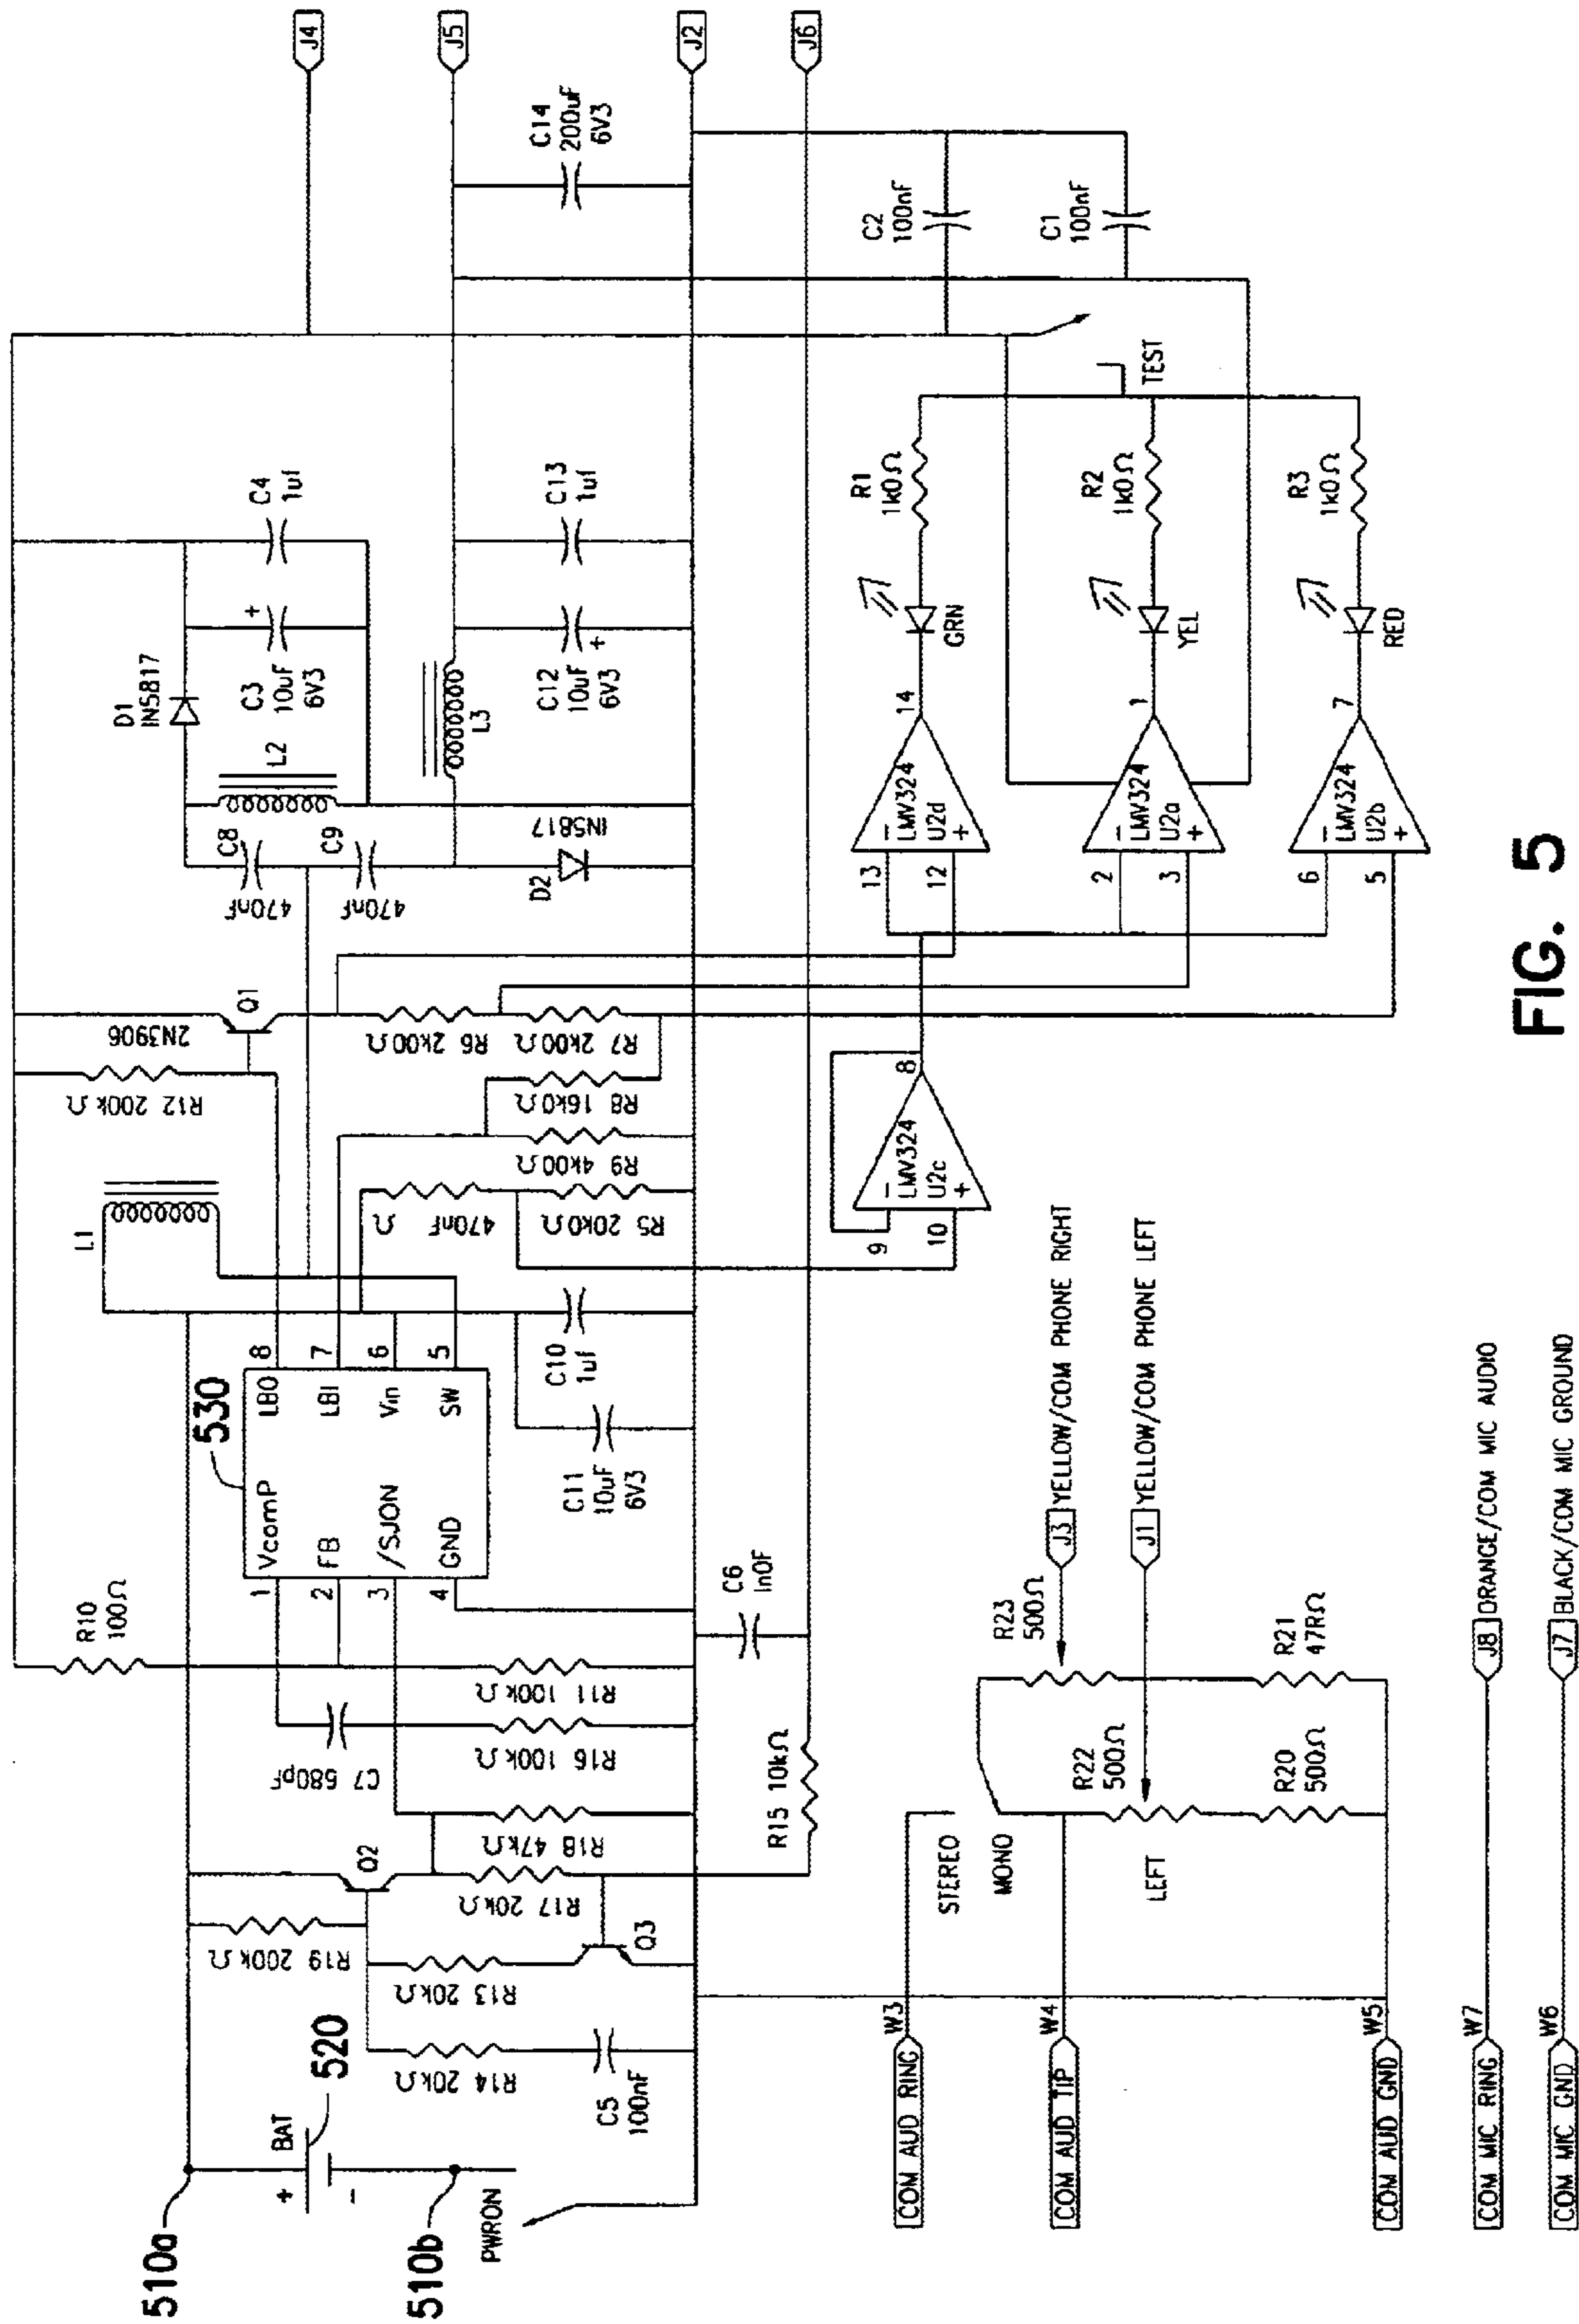 510a
510b
520
530
+
BAT
-
PWRON
R19 200kΩ
R14 20kΩ
R13 20kΩ
C5
100nF
Q2
Q3
R17 20kΩ
R18 47kΩ
C7 680pF
R16 100kΩ
R11 100kΩ
R10
100Ω
1
2
3
4
VcomP
FB
/SJON
GND
LBO
LBI
Vin
SW
8
7
6
5
L1
R12 200kΩ
2N3906
Q1
C11
10uF
6V3
C10
1uf
470nF Ω
R5 20k0Ω
R9 4k00Ω
R8 16k0Ω
R6 2k00Ω
R7 2k00Ω
C8
470nF
C9
470nF
L2
D1
IN5817
C3
10uF
6V3
+
C4
1uf
D2
IN5817
L3
C12
10uF
6V3
+
C13
1uf
C14
200uF
6V3
J4
J5
J2
J6
C6
1n0F
R15 10kΩ
9
10
-
LMV324
U2c
+
8
13
12
-
LMV324
U2d
+
14
GRN
R1
1k0Ω
2
3
-
LMV324
U2a
+
1
YEL
R2
1k0Ω
6
5
-
LMV324
U2b
+
7
RED
R3
1k0Ω
TEST
C2
100nF
C1
100nF
COM AUD RING
W3
COM AUD TIP
W4
COM AUD GND
W5
COM MIC RING
W7
COM MIC GND
W6
STEREO
MONO
LEFT
R22
500Ω
R20
500Ω
R23
500Ω
R21
47RΩ
J3 YELLOW/COM PHONE RIGHT
J1 YELLOW/COM PHONE LEFT
J8 ORANGE/COM MIC AUDIO
J7 BLACK/COM MIC GROUND
FIG. 5